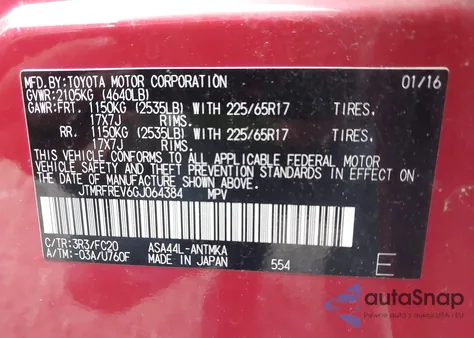 MFD. BY: TOYOTA MOTOR CORPORATION 01/16
GVWR: 2105KG (4640LB)
GAWR: FRT. 1150KG (2535LB) WITH 225/65R17 TIRES,
17X7J RIMS,
RR. 1150KG (2535LB) WITH 225/65R17 TIRES,
17X7J RIMS,
THIS VEHICLE CONFORMS TO ALL APPLICABLE FEDERAL MOTOR
VEHICLE SAFETY AND THEFT PREVENTION STANDARDS IN
EFFECT ON THE DATE OF MANUFACTURE SHOWN ABOVE.
JTMRFREV6GJ064384 MPV
C/TR: 3R3/FC20 ASA44L-ANTMKA
A/TM: -03A/U760F MADE IN JAPAN 554 E
autoSnap